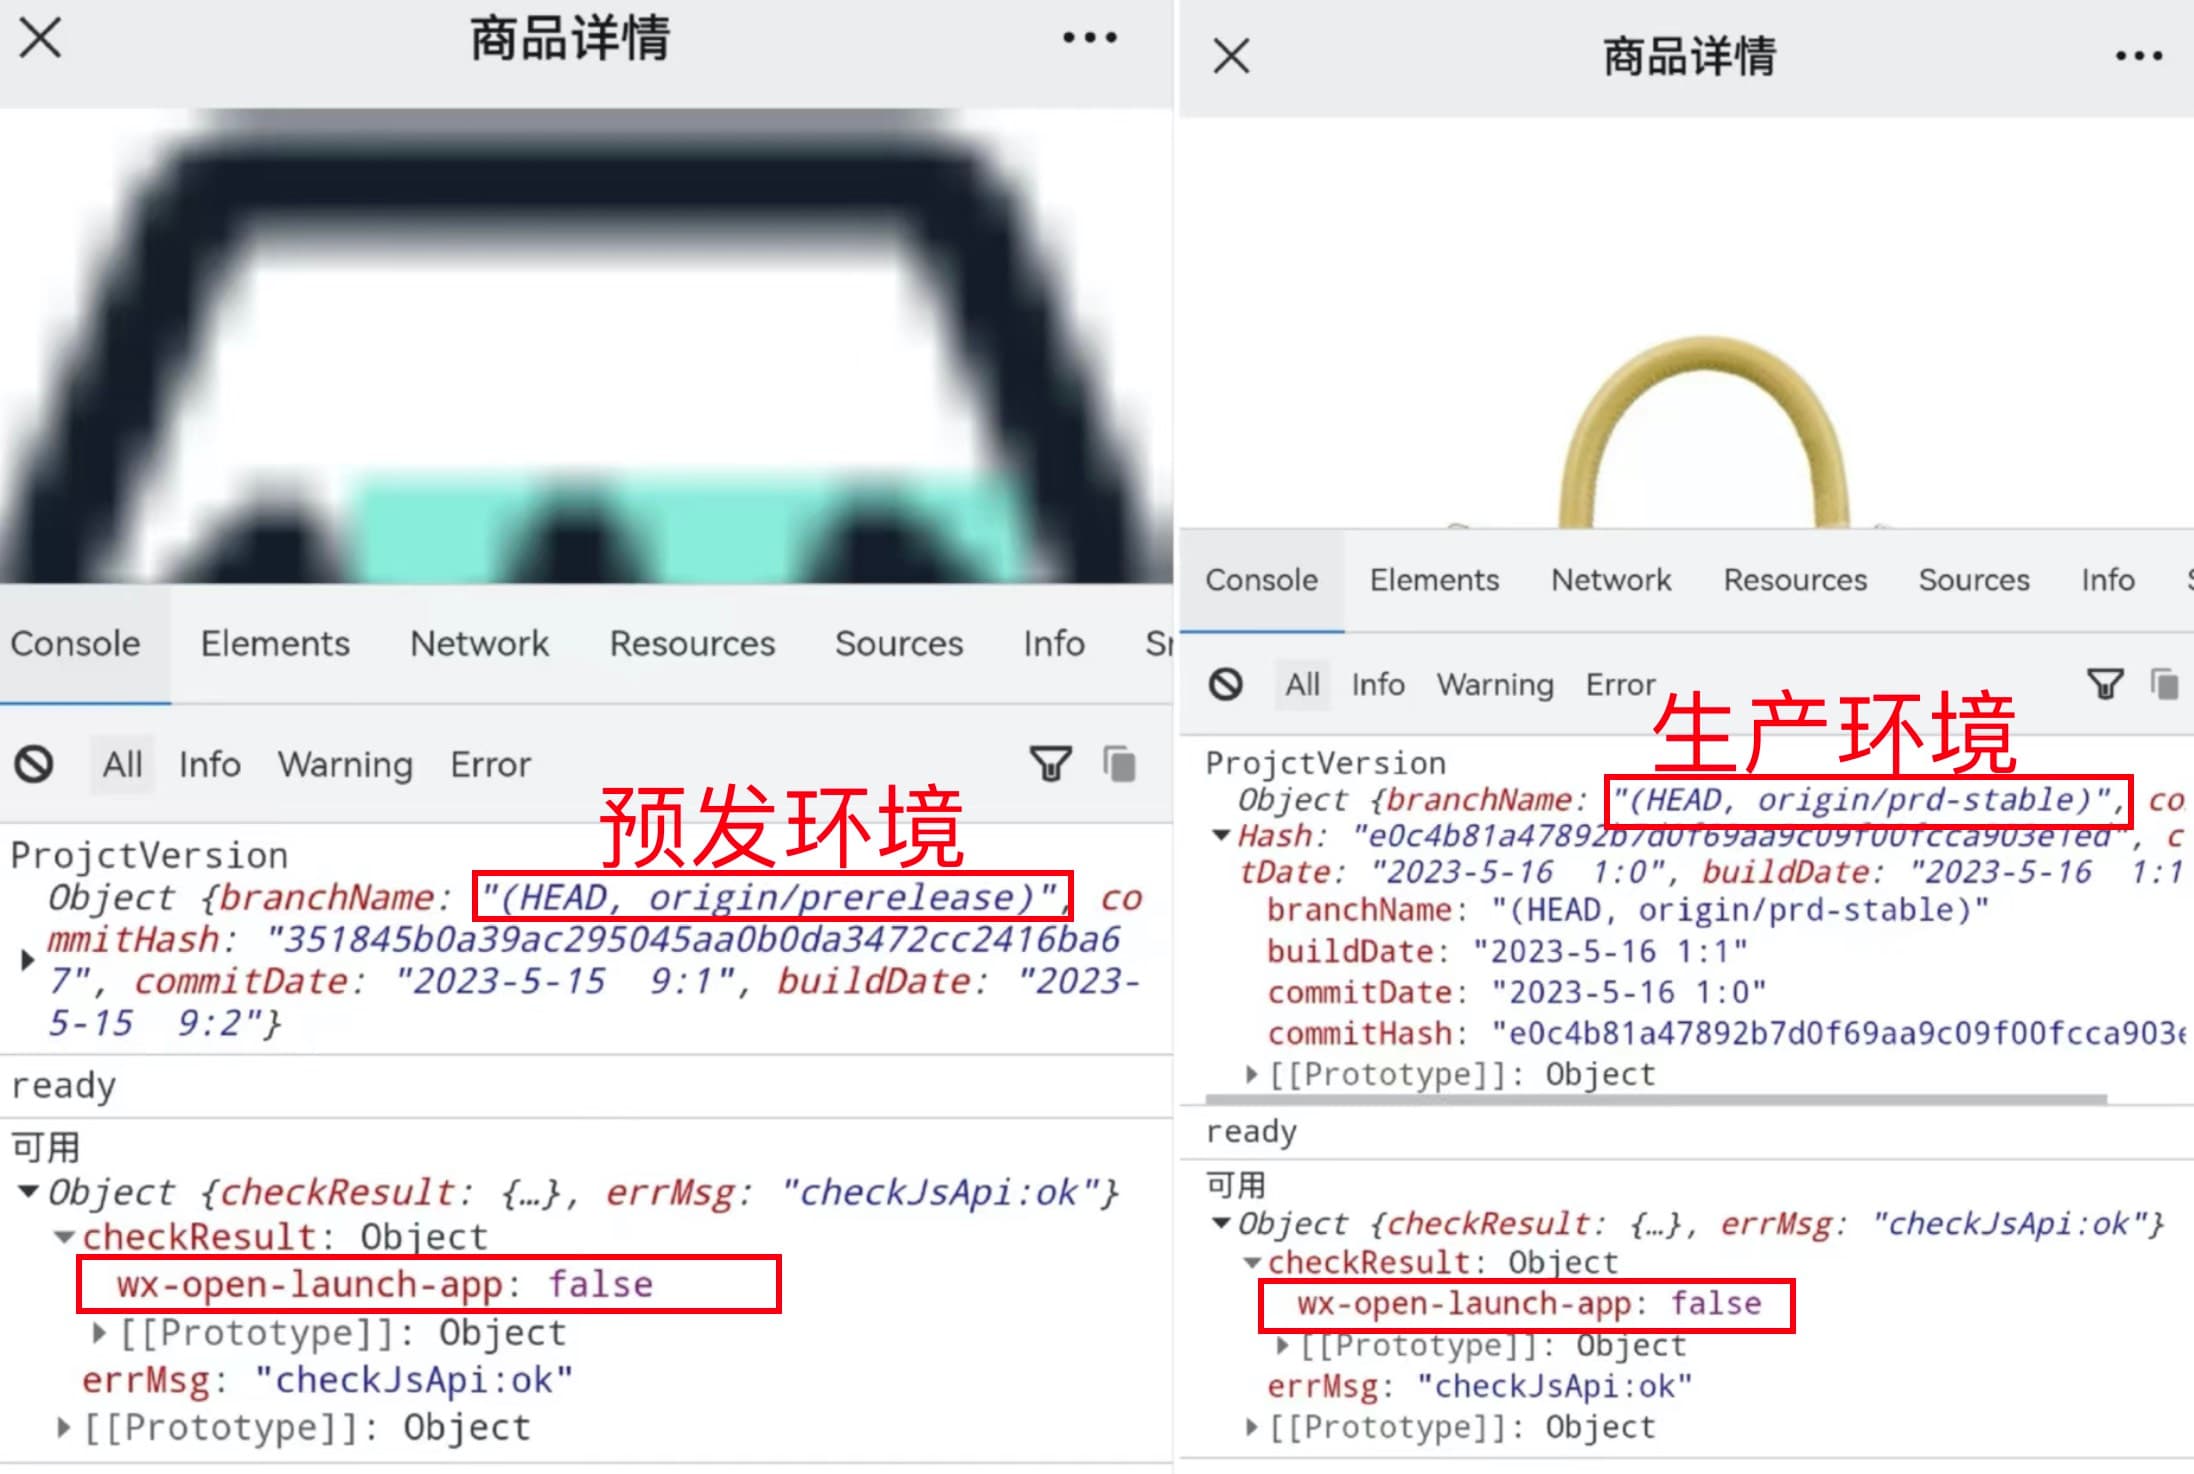 商品详情
Console Elements Network Resources Sources Info
All Info Warning Error
预发环境
ProjctVersion
Object {branchName: "(HEAD, origin/prerelease)", co
mmitHash: "351845b0a39ac295045aa0b0da3472cc2416ba6
7", commitDate: "2023-5-15 9:1", buildDate: "2023-
5-15 9:2"}
ready
可用
Object {checkResult: {…}, errMsg: "checkJsApi:ok"}
checkResult: Object
wx-open-launch-app: false
[[Prototype]]: Object
errMsg: "checkJsApi:ok"
[[Prototype]]: Object
商品详情
Console Elements Network Resources Sources Info
All Info Warning Error
生产环境
ProjctVersion
Object {branchName: "(HEAD, origin/prd-stable)", co
Hash: "e0c4b81a47892b7d0f69aa9c09f00fcca903e1ed", c
tDate: "2023-5-16 1:0", buildDate: "2023-5-16 1:1
branchName: "(HEAD, origin/prd-stable)"
buildDate: "2023-5-16 1:1"
commitDate: "2023-5-16 1:0"
commitHash: "e0c4b81a47892b7d0f69aa9c09f00fcca903e
[[Prototype]]: Object
ready
可用
Object {checkResult: {…}, errMsg: "checkJsApi:ok"}
checkResult: Object
wx-open-launch-app: false
[[Prototype]]: Object
errMsg: "checkJsApi:ok"
[[Prototype]]: Object